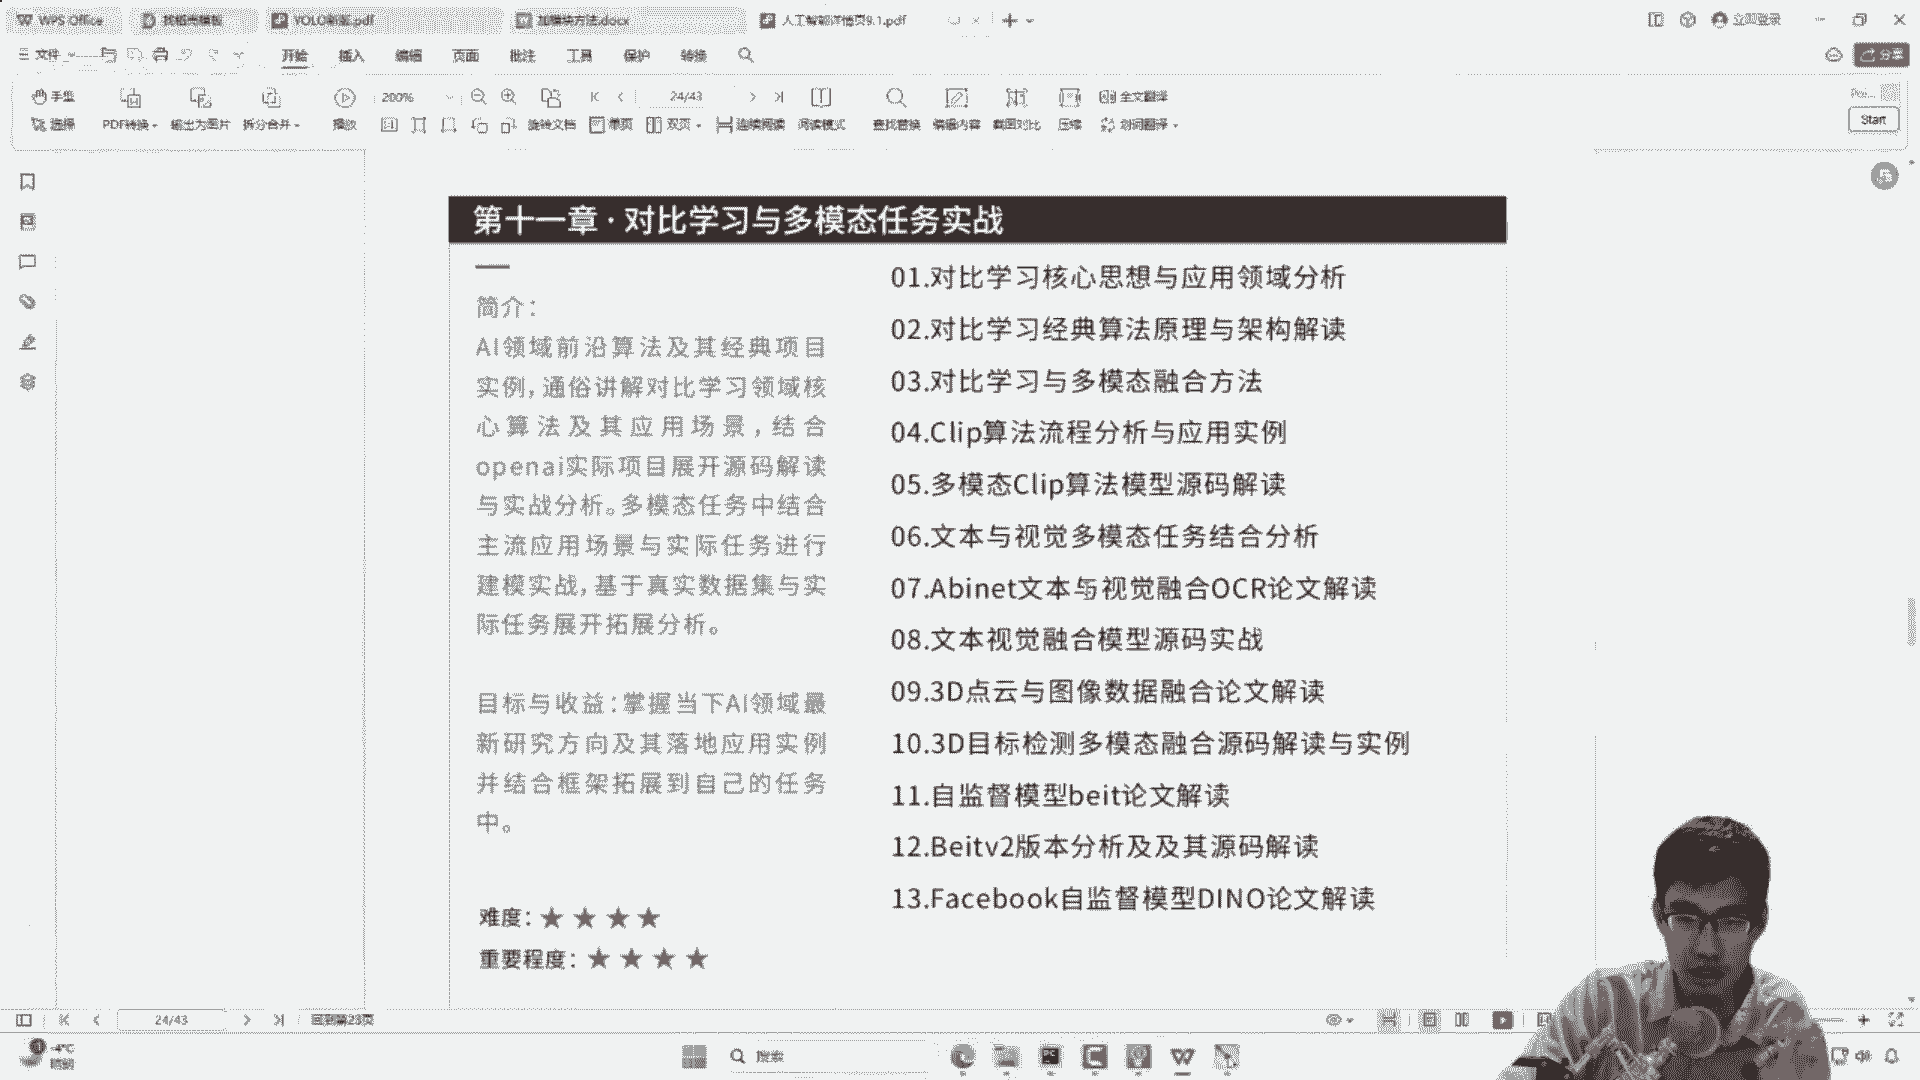 WPS Office
找稻壳模板
YOLO新版.pdf
加模块方法.docx
人工智能详情页9.1.pdf
立即登录
文件
开始
插入
编辑
页面
批注
工具
保护
转换
分享
手型
200%
24/43
全文翻译
选择
PDF转换
输出为图片
拆分合并
播放
旋转文档
单页
双页
连续阅读
阅读模式
查找替换
编辑内容
截图对比
压缩
划词翻译
Start
第十一章 · 对比学习与多模态任务实战
简介：
AI领域前沿算法及其经典项目
实例，通俗讲解对比学习领域核
心算法及其应用场景，结合
openai实际项目展开源码解读
与实战分析。多模态任务中结合
主流应用场景与实际任务进行
建模实战，基于真实数据集与实
际任务展开拓展分析。
目标与收益：掌握当下AI领域最
新研究方向及其落地应用实例
并结合框架拓展到自己的任务
中。
难度：★ ★ ★ ★
重要程度：★ ★ ★ ★
01.对比学习核心思想与应用领域分析
02.对比学习经典算法原理与架构解读
03.对比学习与多模态融合方法
04.Clip算法流程分析与应用实例
05.多模态Clip算法模型源码解读
06.文本与视觉多模态任务结合分析
07.Abinet文本与视觉融合OCR论文解读
08.文本视觉融合模型源码实战
09.3D点云与图像数据融合论文解读
10.3D目标检测多模态融合源码解读与实例
11.自监督模型beit论文解读
12.Beitv2版本分析及及其源码解读
13.Facebook自监督模型DINO论文解读
24/43
回到第23页
-4°C
搜索